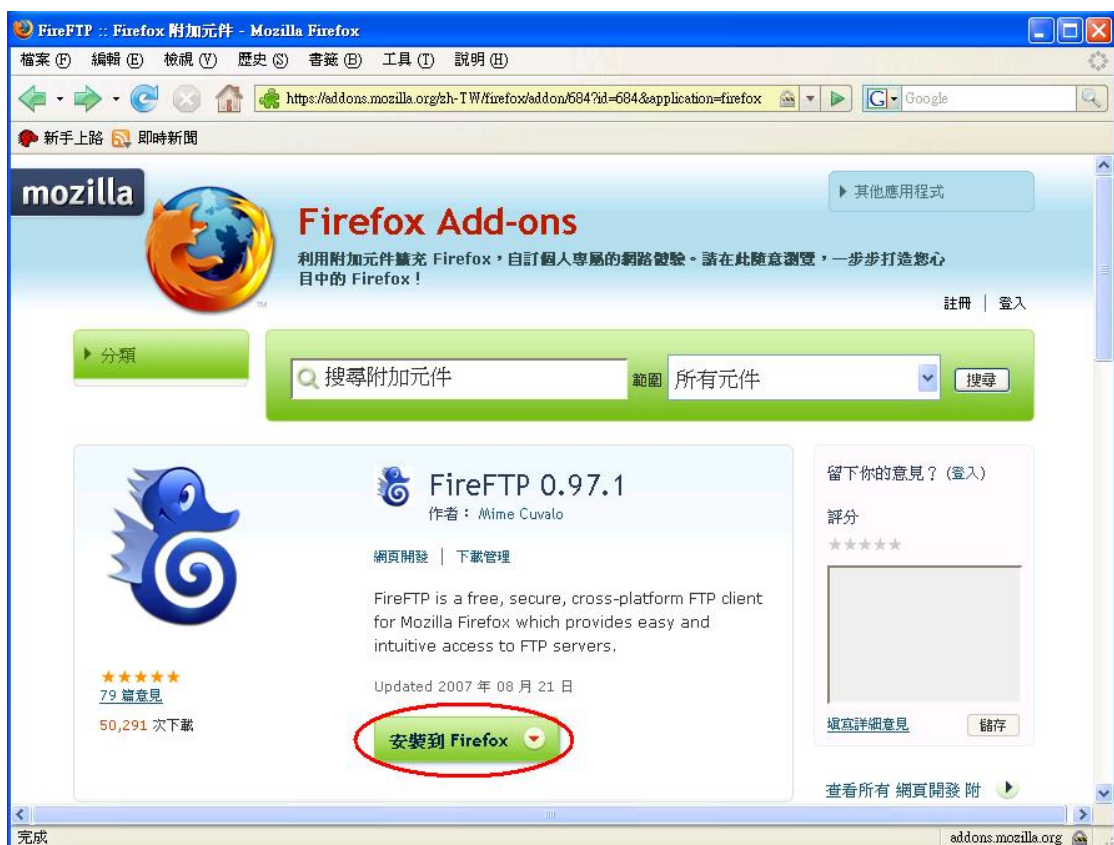 FireFTP :: Firefox 附加元件 - Mozilla Firefox
檔案(F) 編輯(E) 檢視(V) 歷史(S) 書籤(B) 工具(T) 說明(H)
https://addons.mozilla.org/zh-TW/firefox/addon/684?id=684&application=firefox
G Google
新手上路 即時新聞
mozilla
其他應用程式
Firefox Add-ons
利用附加元件擴充 Firefox，自訂個人專屬的網路體驗。請在此隨意瀏覽，一步步打造您心
目中的 Firefox！
TM
註冊 | 登入
分類
搜尋附加元件 範圍 所有元件 搜尋
FireFTP 0.97.1
作者： Mime Cuvalo
網頁開發 | 下載管理
FireFTP is a free, secure, cross-platform FTP client
for Mozilla Firefox which provides easy and
intuitive access to FTP servers.
Updated 2007 年 08 月 21 日
安裝到 Firefox
79 篇意見
50,291 次下載
留下你的意見？ (登入)
評分
填寫詳細意見 儲存
查看所有 網頁開發 附
完成
addons.mozilla.org